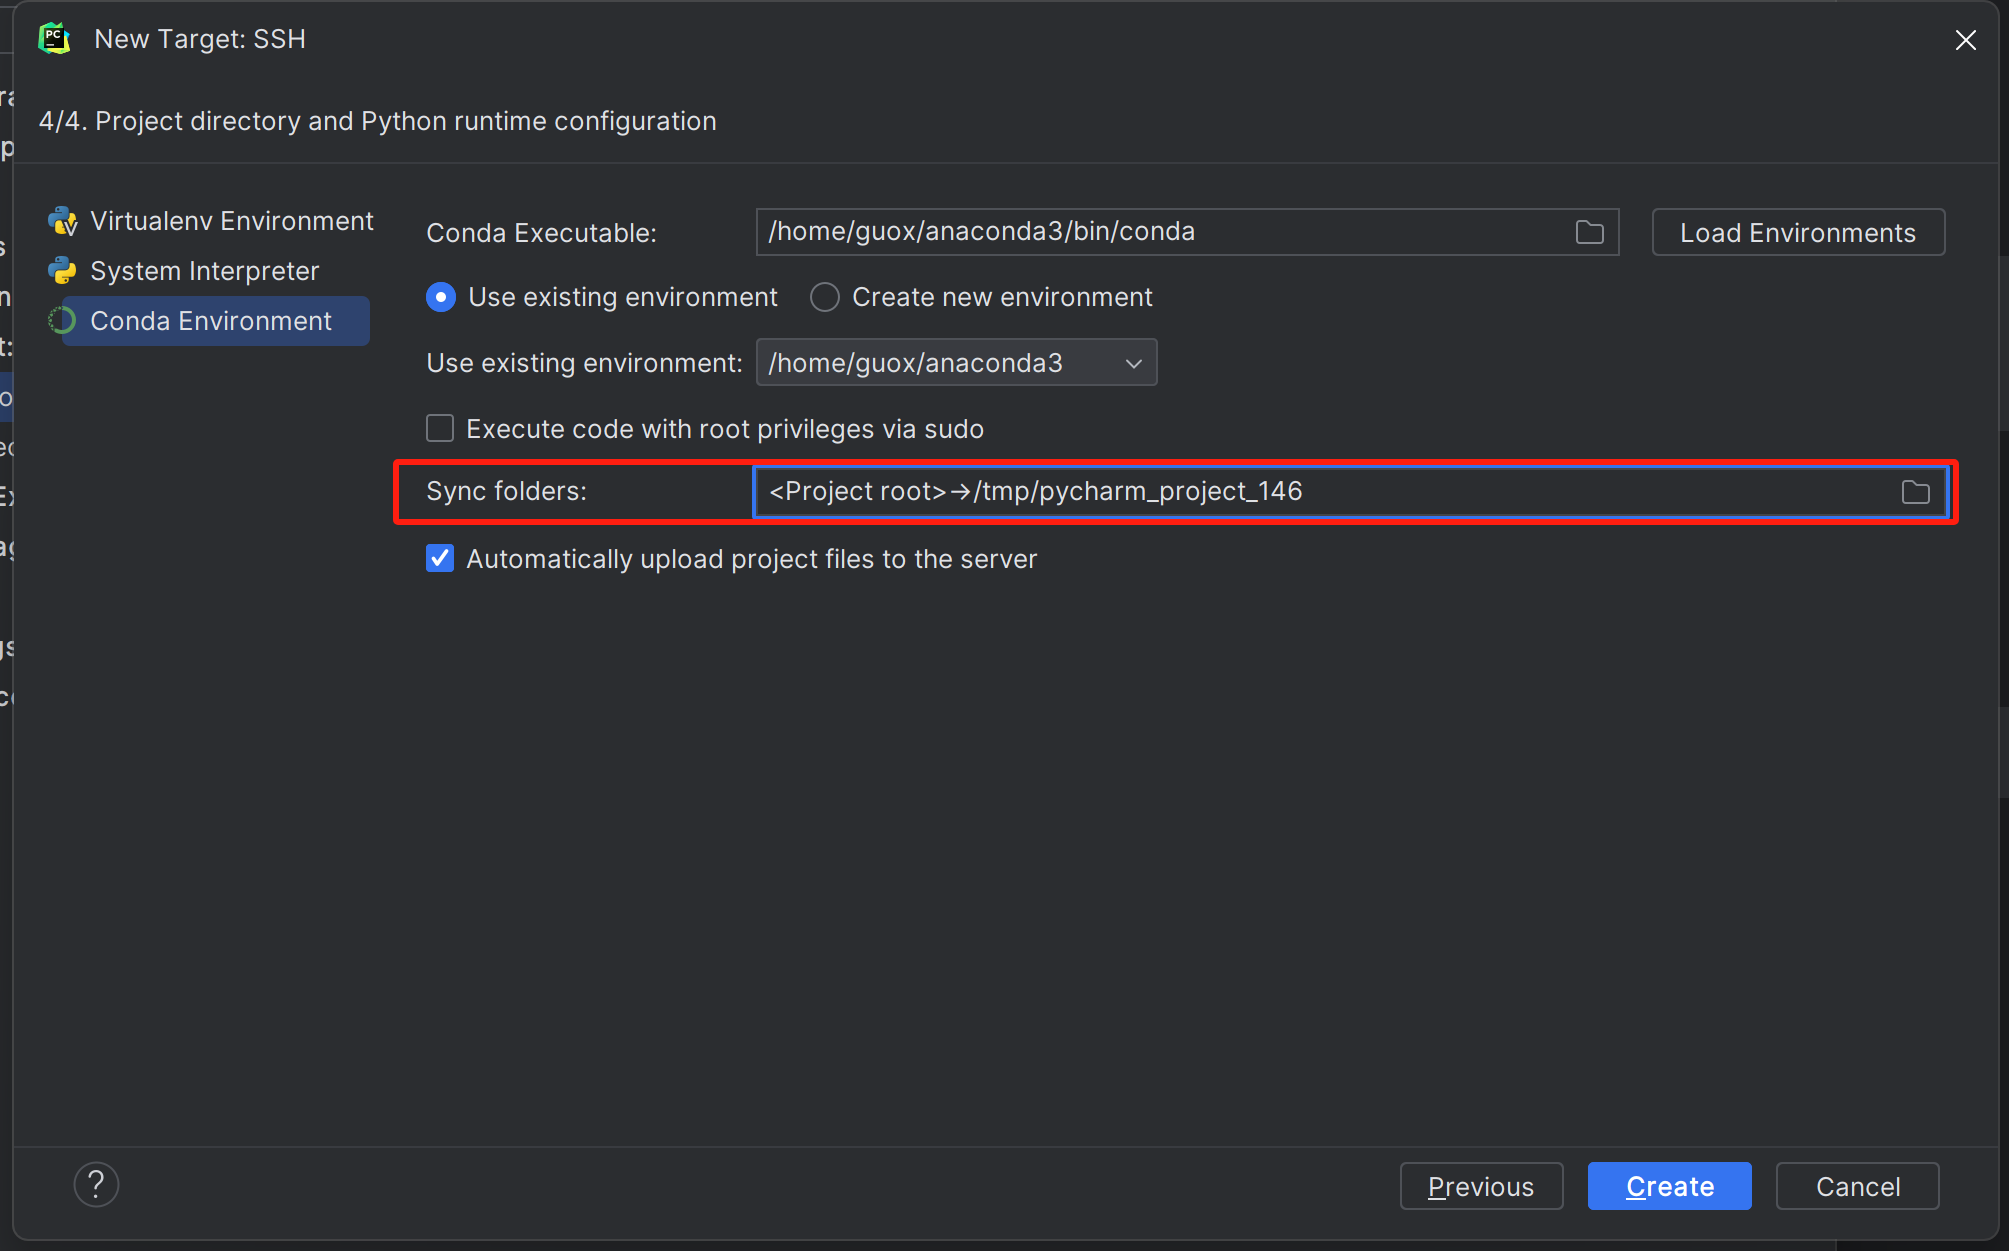 PC
New Target: SSH
4/4. Project directory and Python runtime configuration
Virtualenv Environment
System Interpreter
Conda Environment
Conda Executable: /home/guox/anaconda3/bin/conda Load Environments
Use existing environment Create new environment
Use existing environment: /home/guox/anaconda3
Execute code with root privileges via sudo
Sync folders: <Project root>→/tmp/pycharm_project_146
Automatically upload project files to the server
? Previous Create Cancel